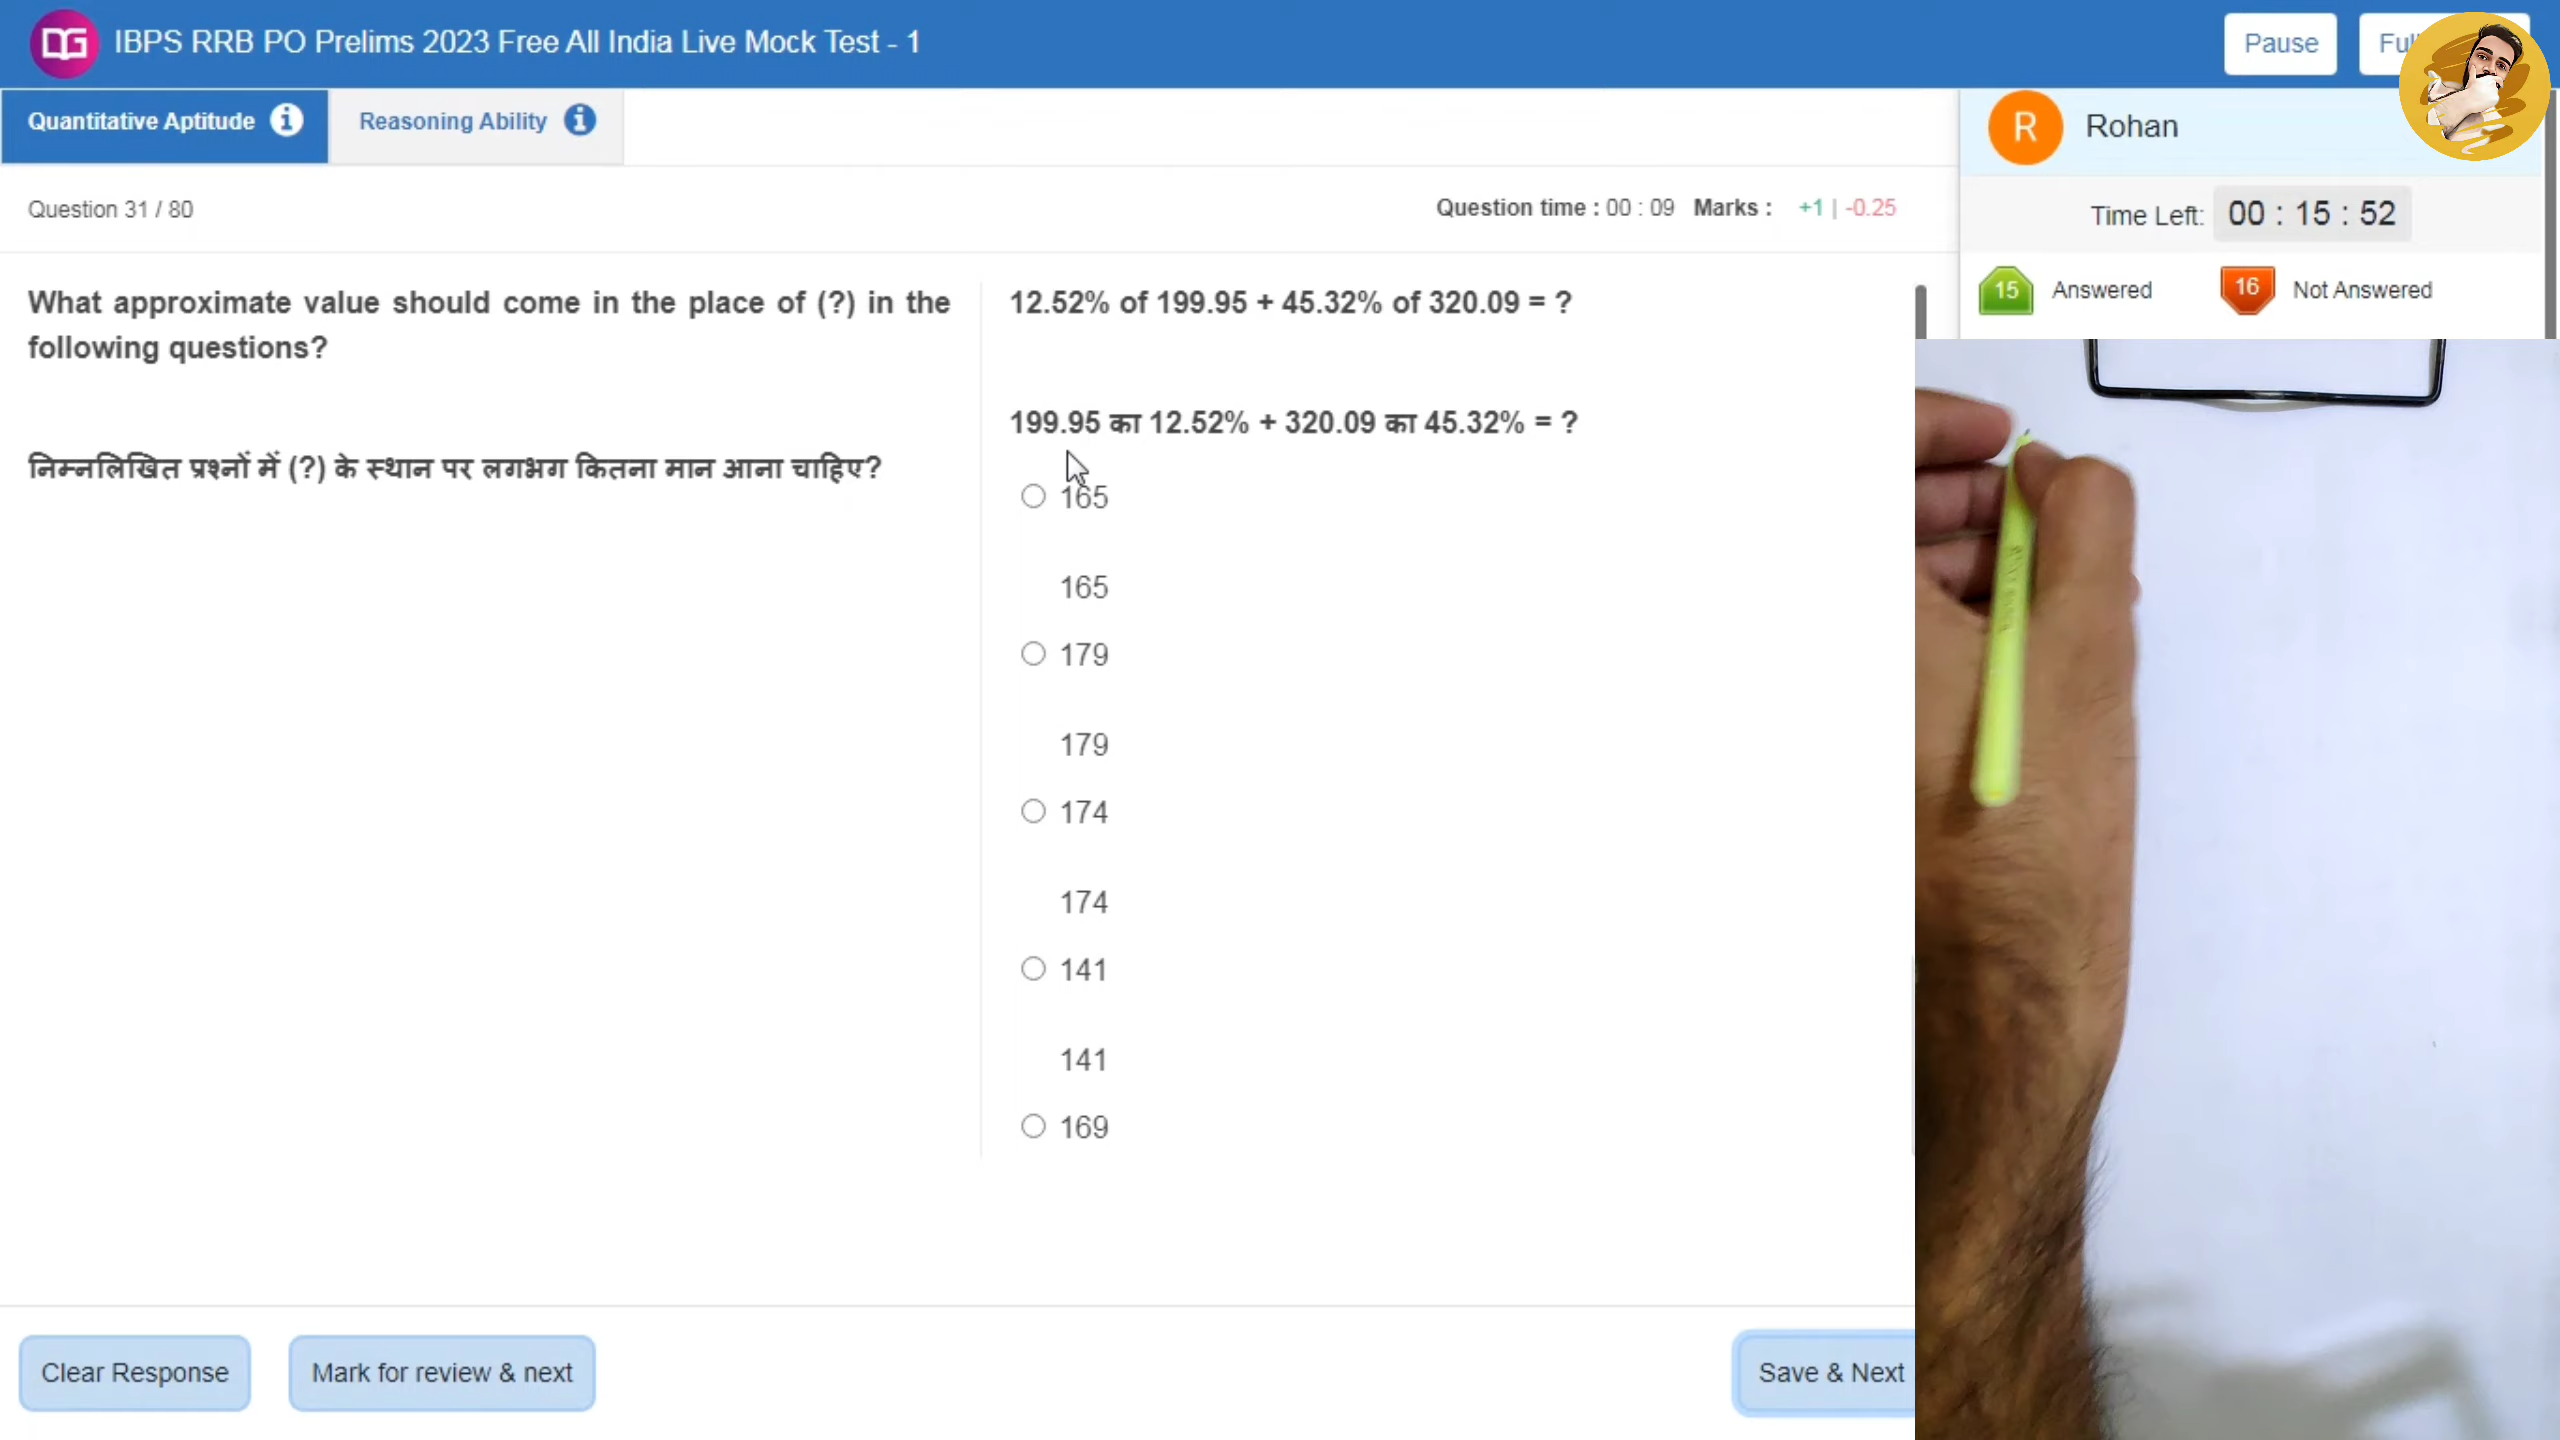 DG IBPS RRB PO Prelims 2023 Free All India Live Mock Test - 1
Pause
Quantitative Aptitude i
Reasoning Ability i
R Rohan
Question 31 / 80
Question time : 00 : 09 Marks : +1 | -0.25
Time Left: 00 : 15 : 52
15 Answered
16 Not Answered
What approximate value should come in the place of (?) in the
following questions?
निम्नलिखित प्रश्नों में (?) के स्थान पर लगभग कितना मान आना चाहिए?
12.52% of 199.95 + 45.32% of 320.09 = ?
199.95 का 12.52% + 320.09 का 45.32% = ?
165
165
179
179
174
174
141
141
169
Clear Response
Mark for review & next
Save & Next